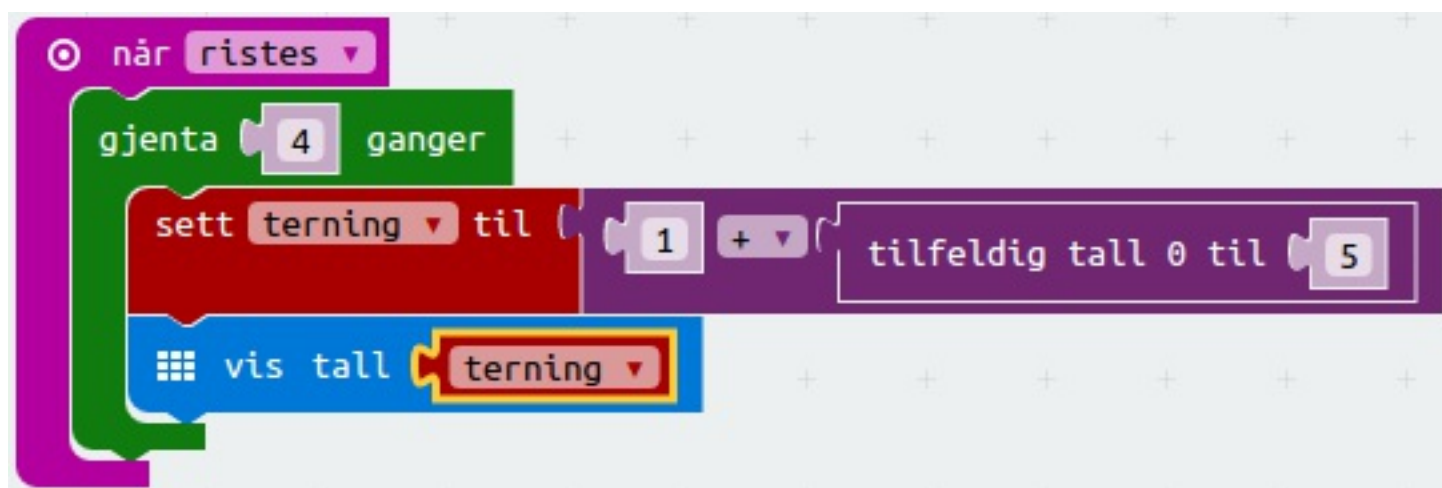 når ristes
gjenta 4 ganger
sett terning til 1 + tilfeldig tall 0 til 5
vis tall terning